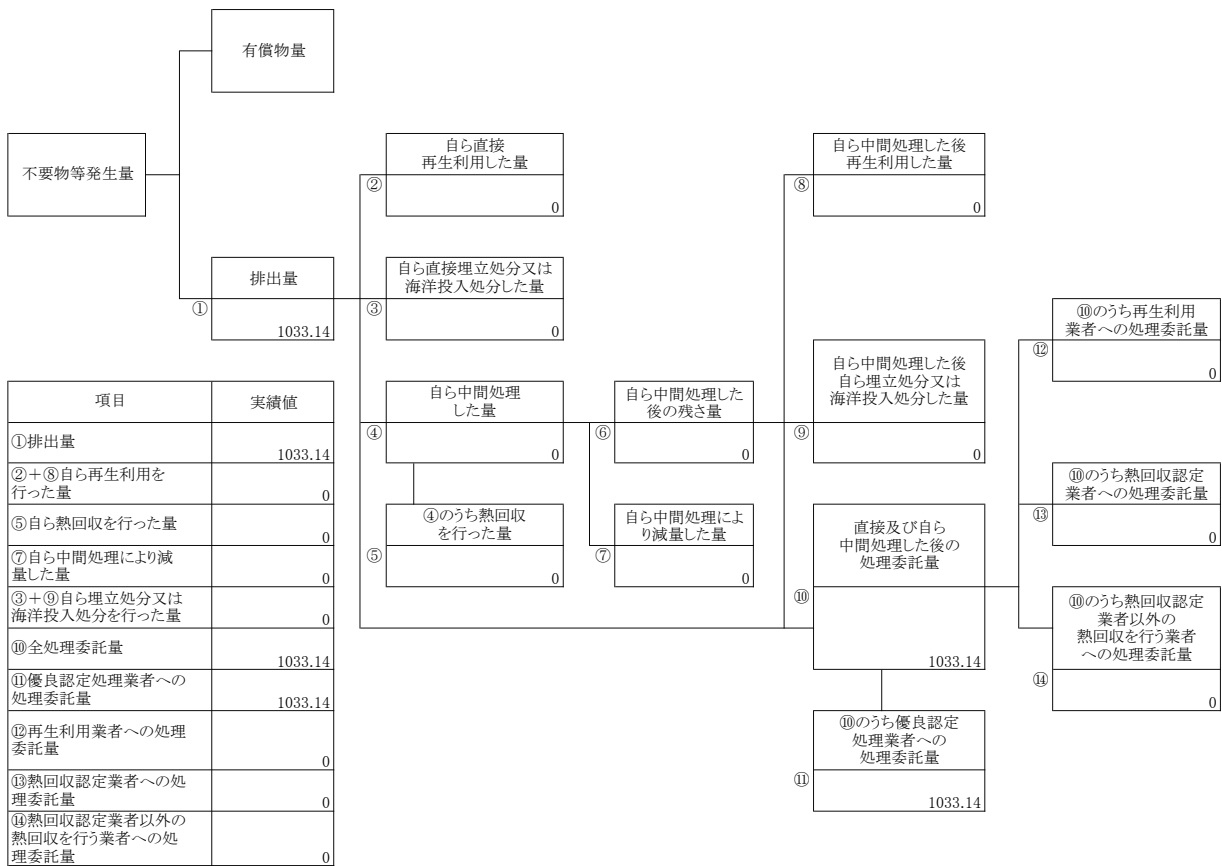 有償物量
不要物等発生量
自ら直接
再生利用した量
②
0
自ら中間処理した後
再生利用した量
⑧
0
排出量
①
1033.14
自ら直接埋立処分又は
海洋投入処分した量
③
0
自ら中間処理
した量
④
0
自ら中間処理した
後の残さ量
⑥
0
自ら中間処理した後
自ら埋立処分又は
海洋投入処分した量
⑨
0
⑩のうち再生利用
業者への処理委託量
⑫
0
④のうち熱回収
を行った量
⑤
0
自ら中間処理によ
り減量した量
⑦
0
直接及び自ら
中間処理した後の
処理委託量
⑩
1033.14
⑩のうち熱回収認定
業者への処理委託量
⑬
0
⑩のうち熱回収認定
業者以外の
熱回収を行う業者
への処理委託量
⑭
0
⑩のうち優良認定
処理業者への
処理委託量
⑪
1033.14
項目 実績値
①排出量
1033.14
②+⑧自ら再生利用を
行った量
0
⑤自ら熱回収を行った量
0
⑦自ら中間処理により減
量した量
0
③+⑨自ら埋立処分又は
海洋投入処分を行った量
0
⑩全処理委託量
1033.14
⑪優良認定処理業者への
処理委託量
1033.14
⑫再生利用業者への処理
委託量
0
⑬熱回収認定業者への処
理委託量
0
⑭熱回収認定業者以外の
熱回収を行う業者への処
理委託量
0